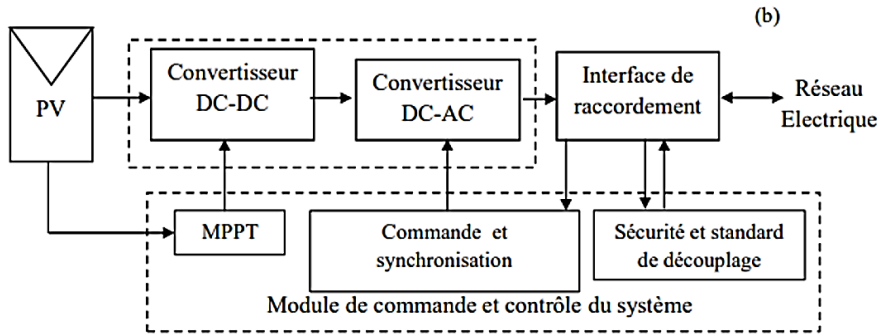 (b)
PV
Convertisseur
DC-DC
Convertisseur
DC-AC
Interface de
raccordement
Réseau
Electrique
MPPT
Commande et
synchronisation
Sécurité et standard
de découplage
Module de commande et contrôle du système